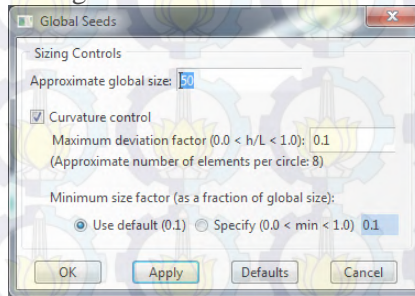 Global Seeds
Sizing Controls
Approximate global size: 50
Curvature control
Maximum deviation factor (0.0 < h/L < 1.0): 0.1
(Approximate number of elements per circle: 8)
Minimum size factor (as a fraction of global size):
Use default (0.1) Specify (0.0 < min < 1.0) 0.1
OK Apply Defaults Cancel